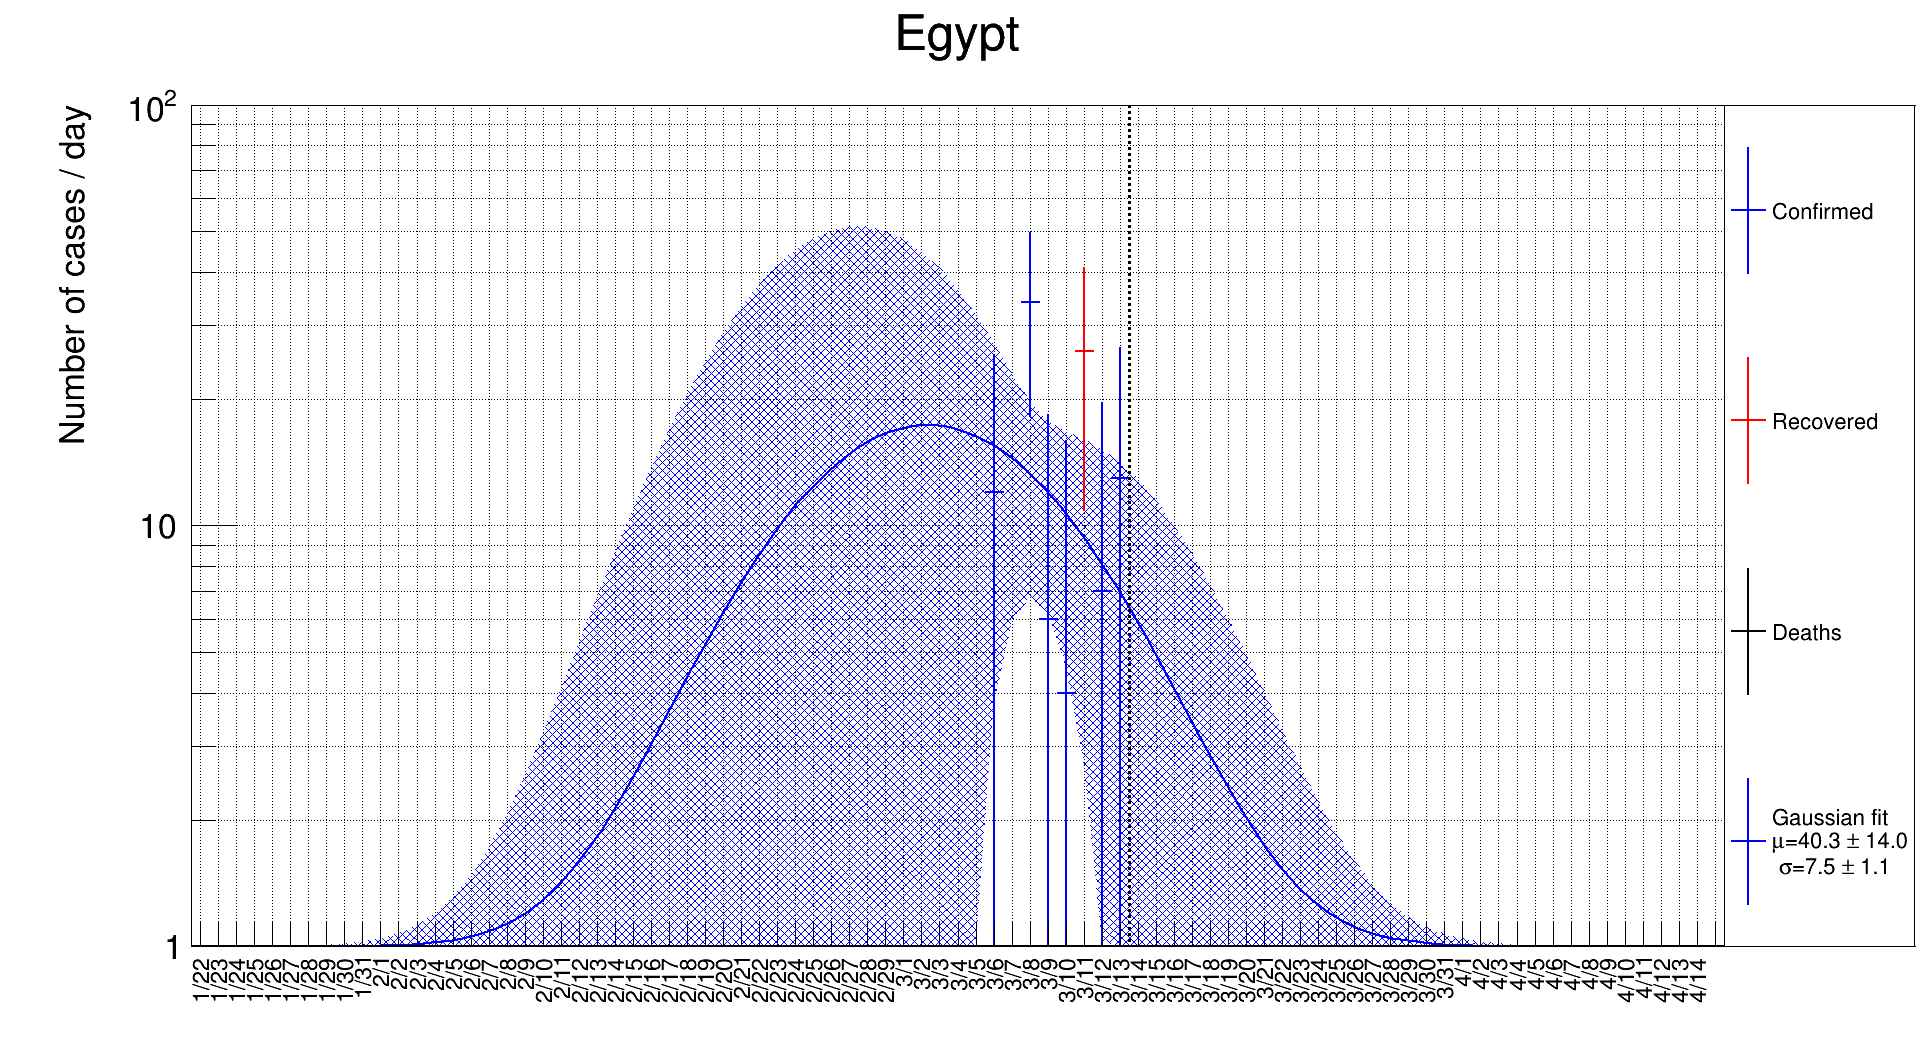 Egypt
Number of cases / day
10²
10
1
1/22 1/23 1/24 1/25 1/26 1/27 1/28 1/29 1/30 1/31 2/1 2/2 2/3 2/4 2/5 2/6 2/7 2/8 2/9 2/10 2/11 2/12 2/13 2/14 2/15 2/16 2/17 2/18 2/19 2/20 2/21 2/22 2/23 2/24 2/25 2/26 2/27 2/28 2/29 3/1 3/2 3/3 3/4 3/5 3/6 3/7 3/8 3/9 3/10 3/11 3/12 3/13 3/14 3/15 3/16 3/17 3/18 3/19 3/20 3/21 3/22 3/23 3/24 3/25 3/26 3/27 3/28 3/29 3/30 3/31 4/1 4/2 4/3 4/4 4/5 4/6 4/7 4/8 4/9 4/10 4/11 4/12 4/13 4/14
Confirmed
Recovered
Deaths
Gaussian fit
μ=40.3 ± 14.0
σ=7.5 ± 1.1